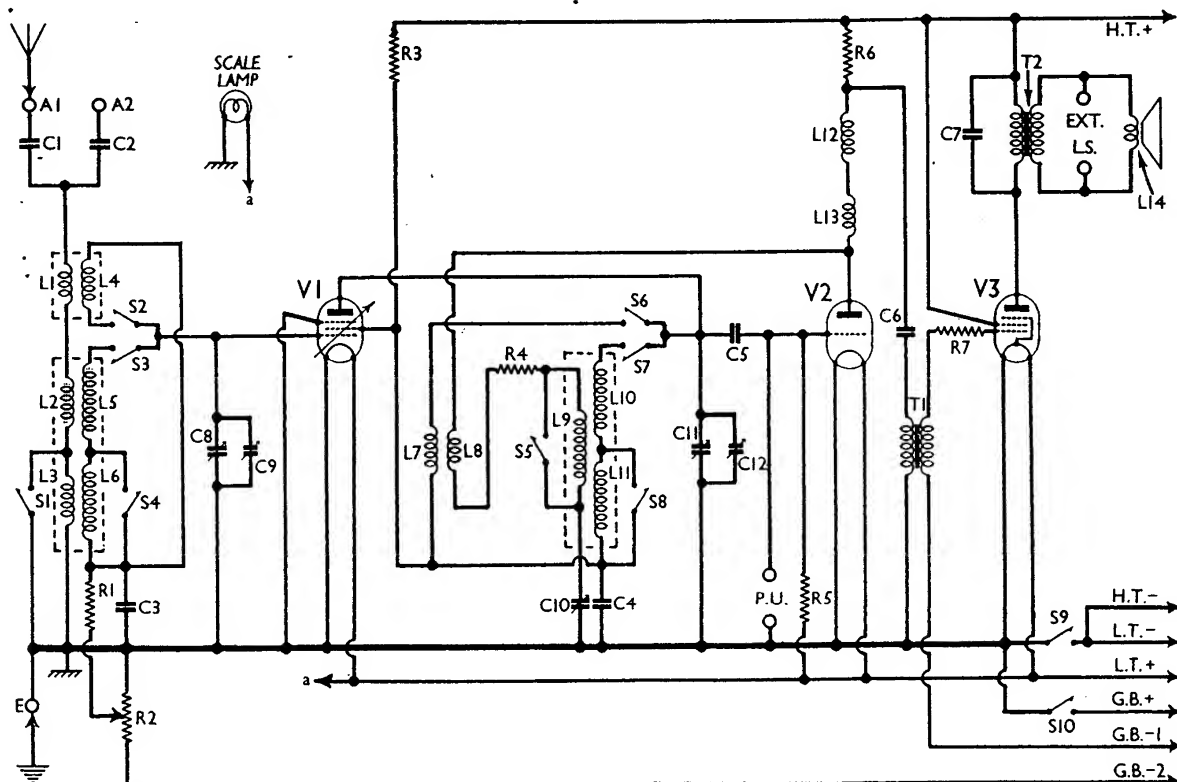 H.T.+
R3
R6
T2
SCALE
LAMP
A1
A2
C1
C2
C7
EXT.
L.S.
L12
L14
a
L13
L1
L4
V1
V2
V3
S2
S6
C6
S3
C5
R7
S7
R4
L2
L5
L10
L9
T1
C8
C9
L7
L8
S5
C11
C12
L3
L6
L11
S1
S4
S8
R1
C3
C10
C4
P.U.
R5
H.T.-
S9
L.T.-
a
L.T.+
E
R2
G.B.+
S10
G.B.-1
G.B.-2